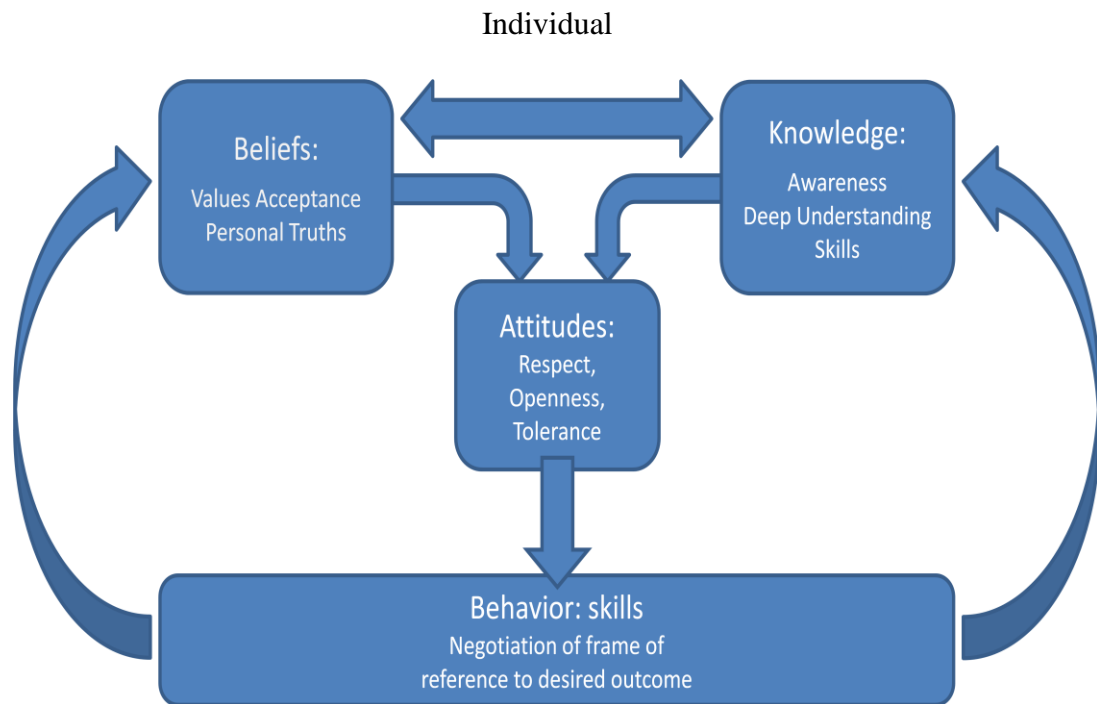 Individual
Beliefs:
Values Acceptance
Personal Truths
Knowledge:
Awareness
Deep Understanding
Skills
Attitudes:
Respect,
Openness,
Tolerance
Behavior: skills
Negotiation of frame of
reference to desired outcome